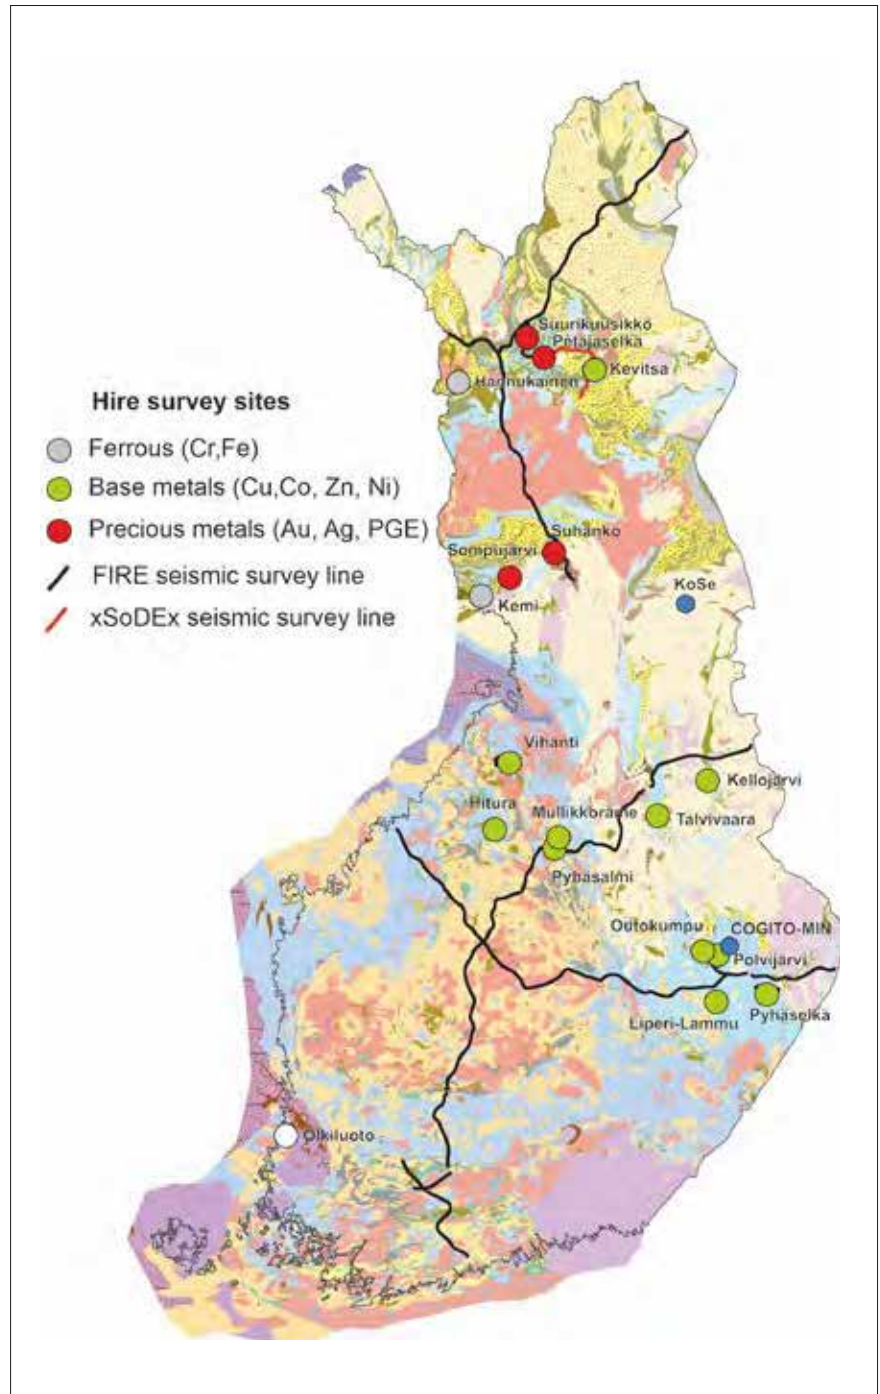 Suurikuusikko
Petäjäselkä
Kevitsa
Hannukainen
Hire survey sites
Ferrous (Cr,Fe)
Base metals (Cu,Co, Zn, Ni)
Precious metals (Au, Ag, PGE)
FIRE seismic survey line
xSoDEx seismic survey line
Suhanko
Sompujärvi
KoSe
Kemi
Vihanti
Kellojärvi
Hitura
Mullikkoräme
Talvivaara
Pyhäsalmi
Outokumpu
COGITO-MIN
Polvijärvi
Liperi-Lammu
Pyhäselkä
Olkiluoto